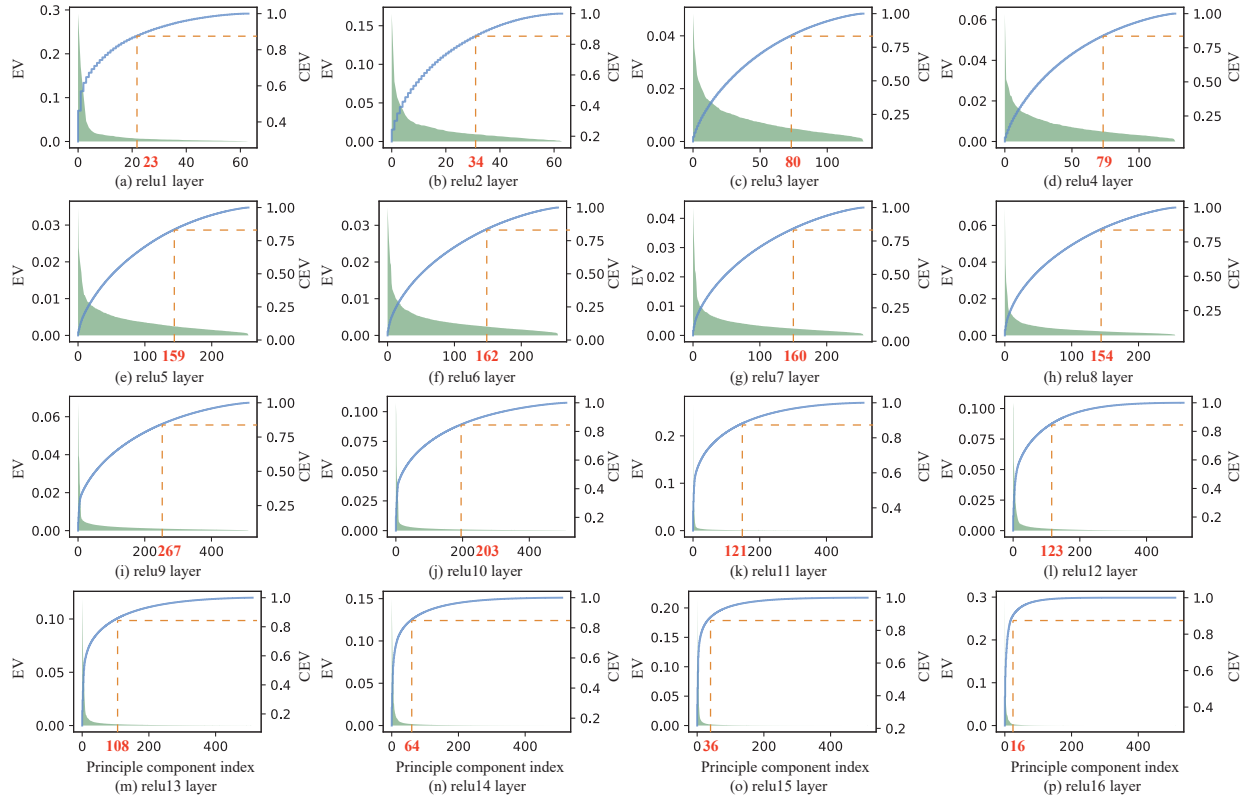 0.3
0.2
0.1
0.0
EV
1.0
0.8
0.6
0.4
CEV
0 20 40 60
23
(a) relu1 layer
0.15
0.10
0.05
0.00
EV
1.0
0.8
0.6
0.4
0.2
CEV
0 20 40 60
34
(b) relu2 layer
0.04
0.02
0.00
EV
1.00
0.75
0.50
0.25
CEV
0 50 100
80
(c) relu3 layer
0.06
0.04
0.02
0.00
EV
1.00
0.75
0.50
0.25
CEV
0 50 100
79
(d) relu4 layer
0.03
0.02
0.01
0.00
EV
1.00
0.75
0.50
0.25
0.00
CEV
0 100 200
159
(e) relu5 layer
0.03
0.02
0.01
0.00
EV
1.0
0.8
0.6
0.4
0.2
0.0
CEV
0 100 200
162
(f) relu6 layer
0.04
0.03
0.02
0.01
0.00
EV
1.00
0.75
0.50
0.25
0.00
CEV
0 100 200
160
(g) relu7 layer
0.06
0.04
0.02
0.00
EV
1.00
0.75
0.50
0.25
CEV
0 100 200
154
(h) relu8 layer
0.06
0.04
0.02
0.00
EV
1.00
0.75
0.50
0.25
CEV
0 200 400
267
(i) relu9 layer
0.100
0.075
0.050
0.025
0.000
EV
1.0
0.8
0.6
0.4
0.2
CEV
0 200 400
203
(j) relu10 layer
0.2
0.1
0.0
EV
1.0
0.8
0.6
0.4
CEV
0 200 400
121
(k) relu11 layer
0.100
0.075
0.050
0.025
0.000
EV
1.0
0.8
0.6
0.4
0.2
CEV
0 200 400
123
(l) relu12 layer
0.10
0.05
0.00
EV
1.0
0.8
0.6
0.4
CEV
0 200 400
108
Principle component index
(m) relu13 layer
0.15
0.10
0.05
0.00
EV
1.0
0.8
0.6
0.4
0.2
CEV
0 200 400
64
Principle component index
(n) relu14 layer
0.20
0.15
0.10
0.05
0.00
EV
1.0
0.8
0.6
0.4
0.2
CEV
0 200 400
36
Principle component index
(o) relu15 layer
0.3
0.2
0.1
0.0
EV
1.0
0.8
0.6
0.4
CEV
0 200 400
16
Principle component index
(p) relu16 layer